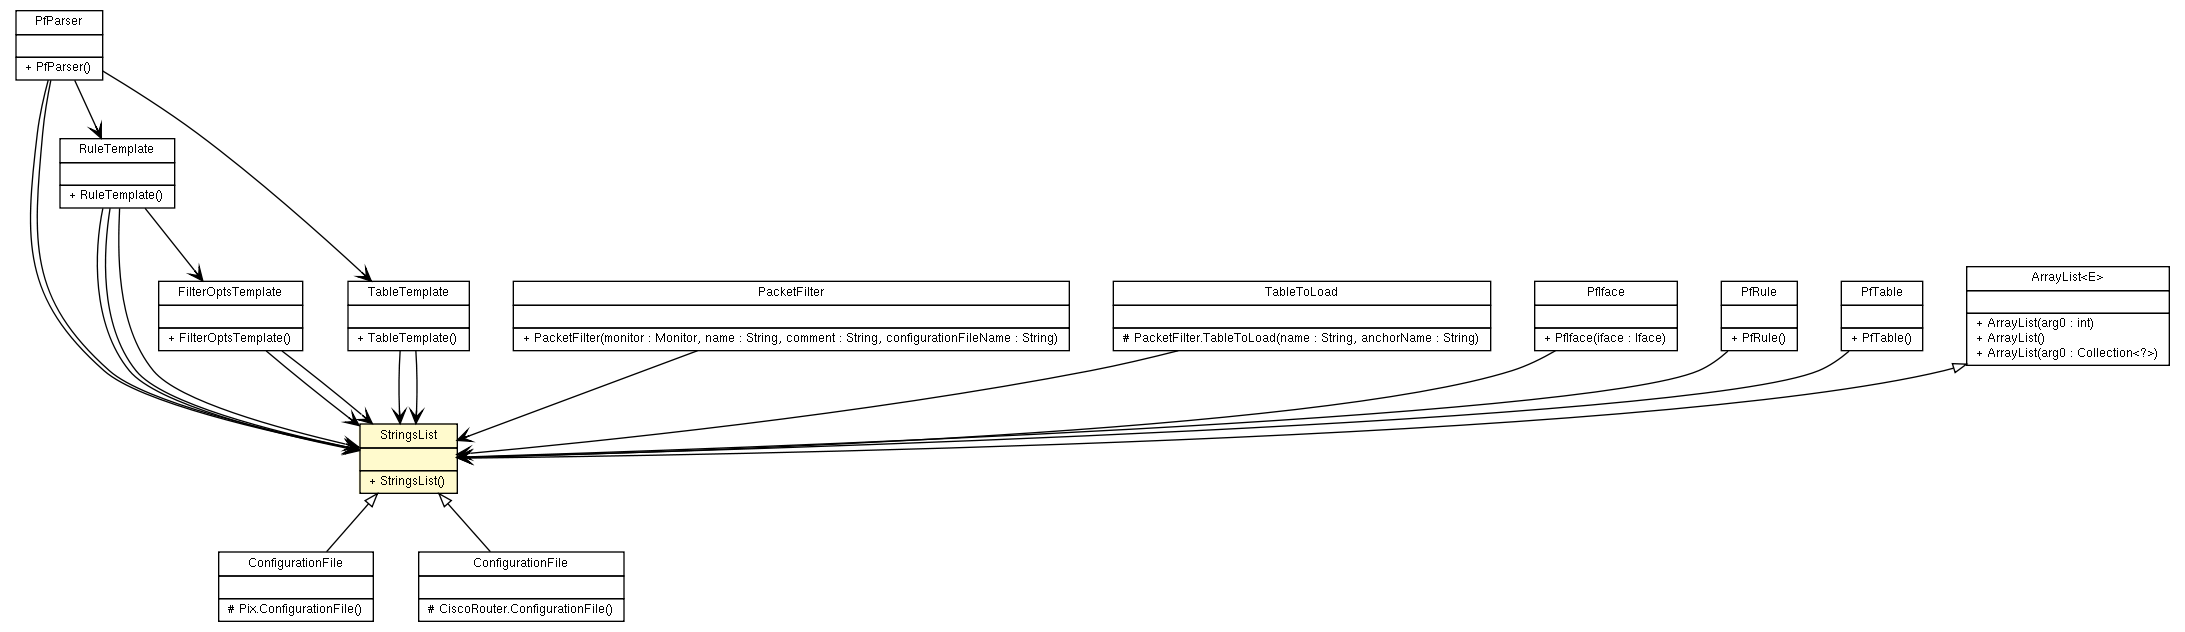 PfParser
+ PfParser()
RuleTemplate
+ RuleTemplate()
FilterOptsTemplate
+ FilterOptsTemplate()
TableTemplate
+ TableTemplate()
PacketFilter
+ PacketFilter(monitor : Monitor, name : String, comment : String, configurationFileName : String)
TableToLoad
# PacketFilter.TableToLoad(name : String, anchorName : String)
PfIface
+ PfIface(iface : Iface)
PfRule
+ PfRule()
PfTable
+ PfTable()
ArrayList<E>
+ ArrayList(arg0 : int)
+ ArrayList()
+ ArrayList(arg0 : Collection<?>)
StringsList
+ StringsList()
ConfigurationFile
# Pix.ConfigurationFile()
ConfigurationFile
# CiscoRouter.ConfigurationFile()